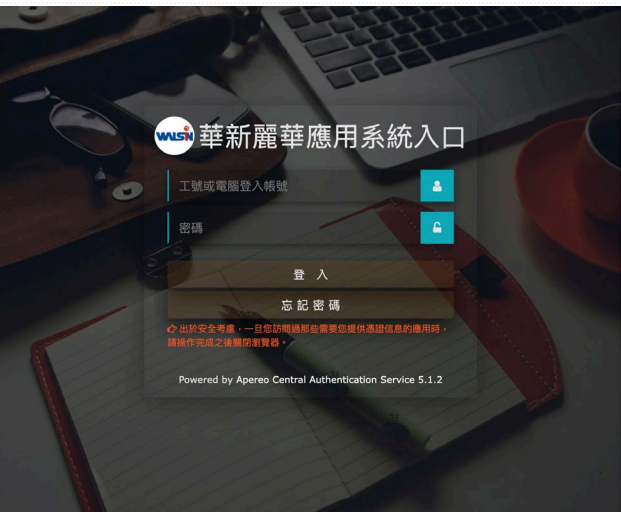 WALSIN 華新麗華應用系統入口
工號或電腦登入帳號
密碼
登 入
忘記密碼
出於安全考慮，一旦您訪問過那些需要您提供憑證信息的應用時，
請操作完成之後關閉瀏覽器。
Powered by Apereo Central Authentication Service 5.1.2